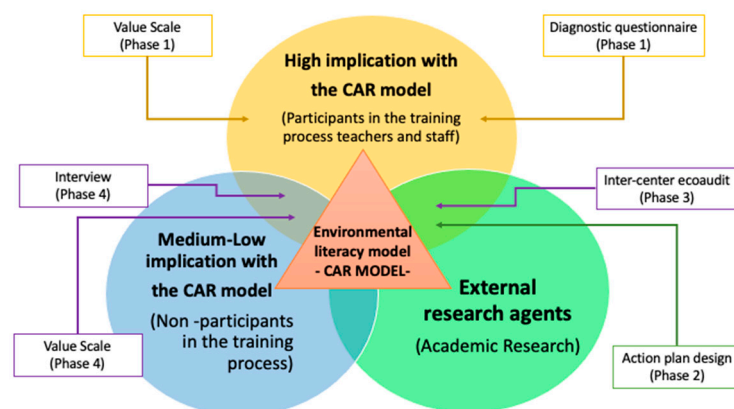 Value Scale
(Phase 1)
Diagnostic questionnaire
(Phase 1)
High implication with
the CAR model
(Participants in the training
process teachers and staff)
Interview
(Phase 4)
Inter-center ecoaudit
(Phase 3)
Environmental
literacy model
- CAR MODEL-
Medium-Low
implication with
the CAR model
(Non -participants
in the training
process)
External
research agents
(Academic Research)
Value Scale
(Phase 4)
Action plan design
(Phase 2)